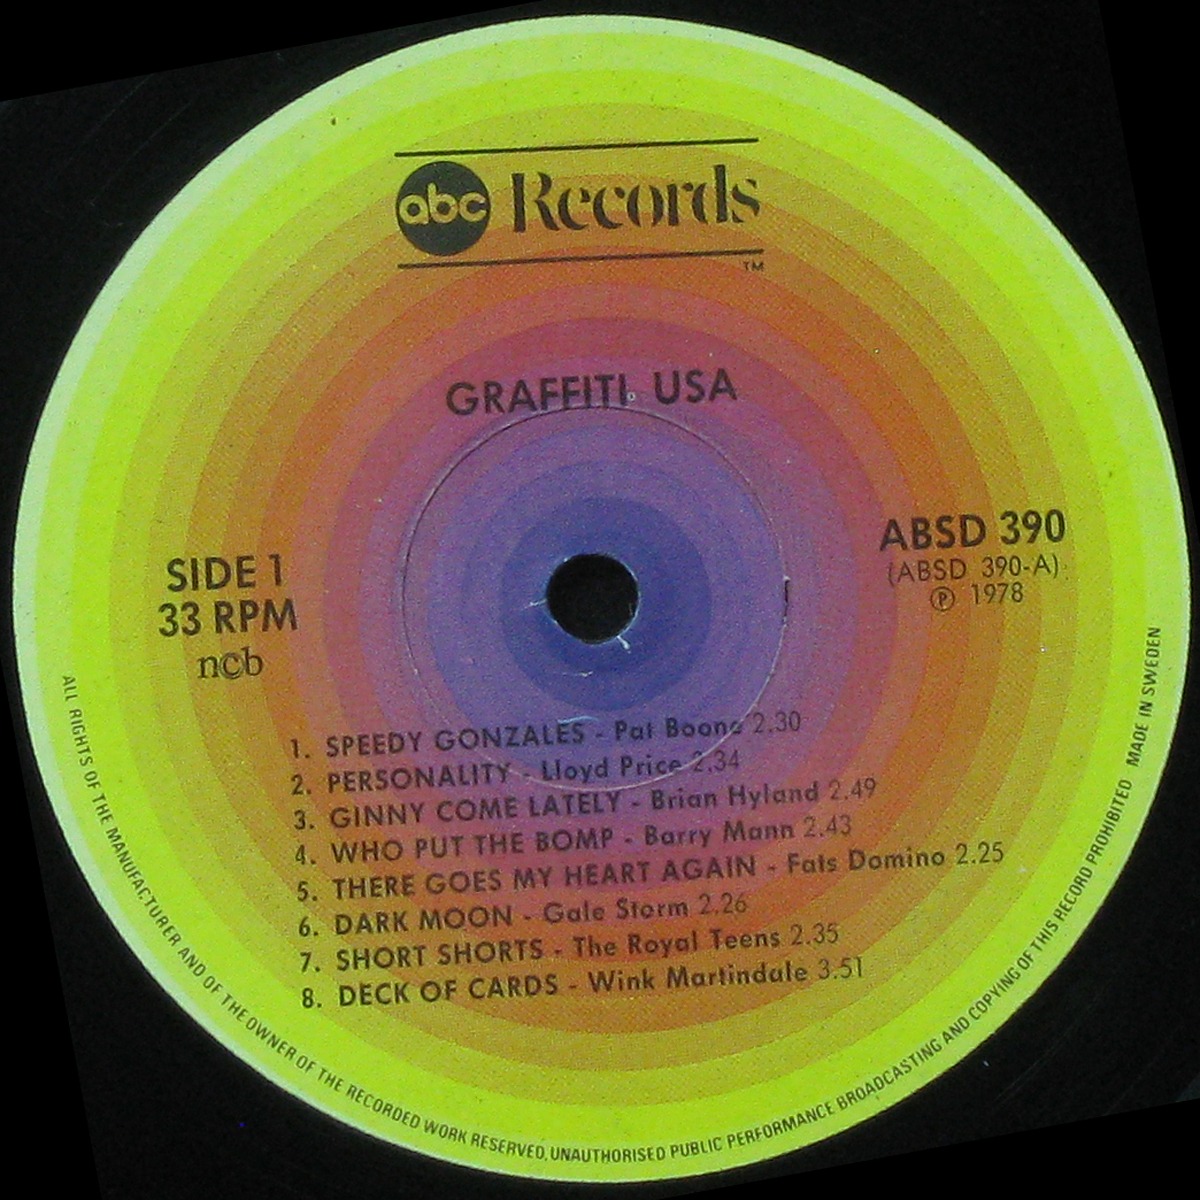 abc Records
TM
GRAFFITI USA
SIDE 1
33 RPM
ncb
ABSD 390
(ABSD 390-A)
℗ 1978
1. SPEEDY GONZALES - Pat Boone 2.30
2. PERSONALITY - Lloyd Price 2.34
3. GINNY COME LATELY - Brian Hyland 2.49
4. WHO PUT THE BOMP - Barry Mann 2.43
5. THERE GOES MY HEART AGAIN - Fats Domino 2.25
6. DARK MOON - Gale Storm 2.26
7. SHORT SHORTS - The Royal Teens 2.35
8. DECK OF CARDS - Wink Martindale 3.51
ALL RIGHTS OF THE MANUFACTURER AND OF THE OWNER OF THE RECORDED WORK RESERVED, UNAUTHORISED PUBLIC PERFORMANCE BROADCASTING AND COPYING OF THIS RECORD PROHIBITED MADE IN SWEDEN